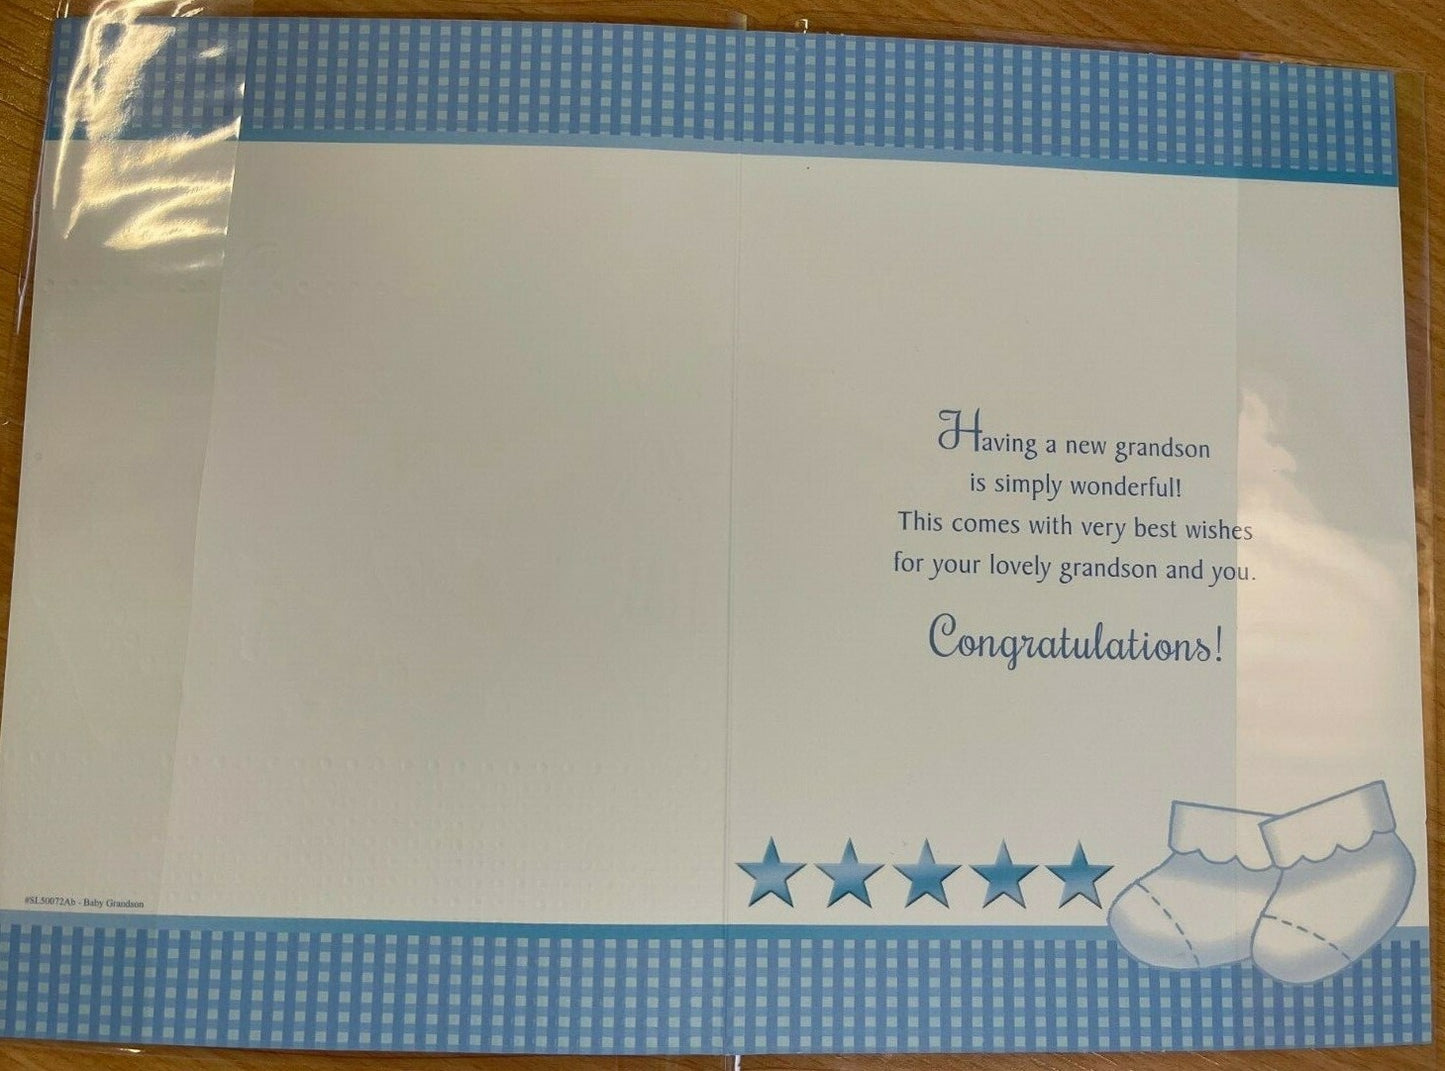 Having a new grandson
is simply wonderful!
This comes with very best wishes
for your lovely grandson and you.
Congratulations!
#SL50072Ab - Baby Grandson